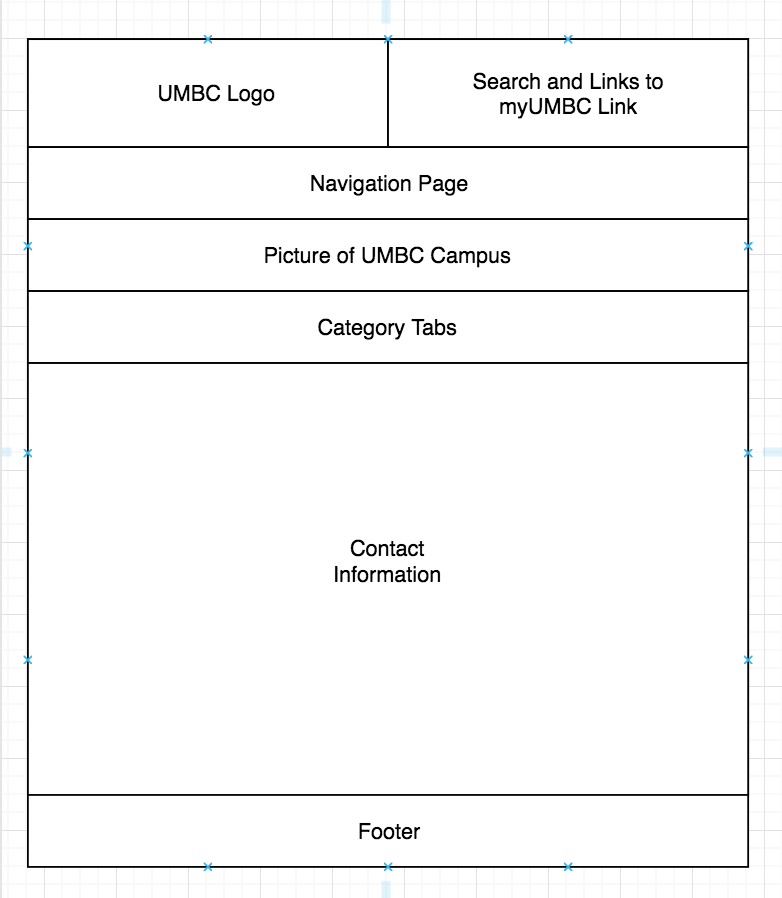 UMBC Logo
Search and Links to
myUMBC Link
Navigation Page
Picture of UMBC Campus
Category Tabs
Contact
Information
Footer